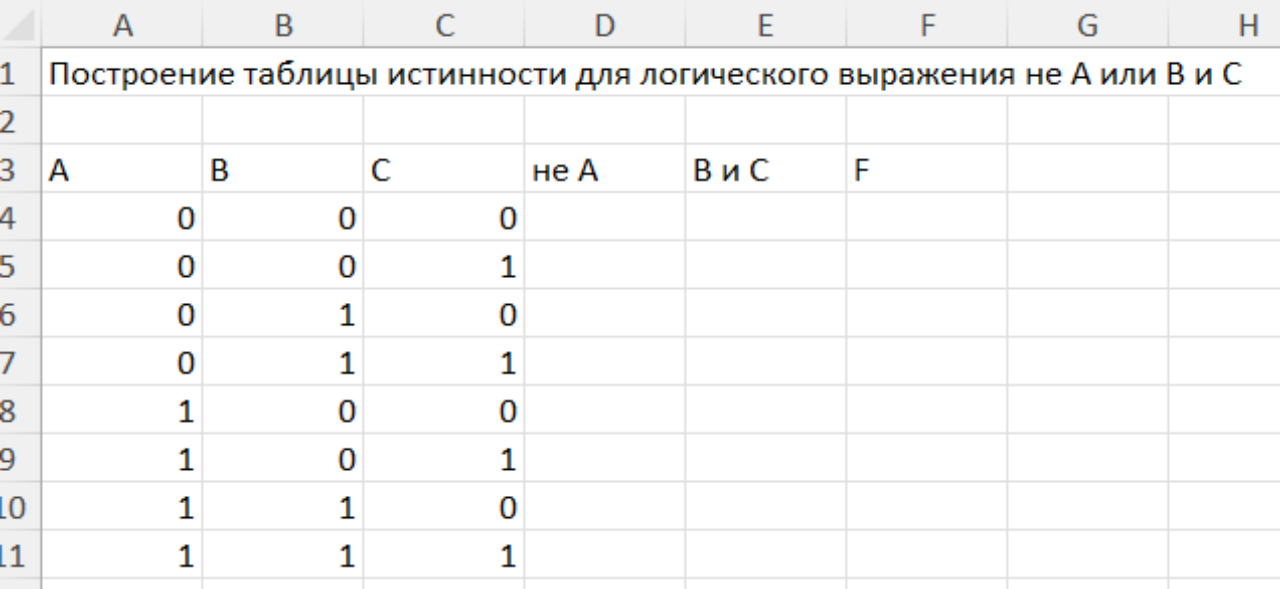 A B C D E F G H
1 Построение таблицы истинности для логического выражения не А или В и С
2
3 A B C не А В и С F
4 0 0 0
5 0 0 1
6 0 1 0
7 0 1 1
8 1 0 0
9 1 0 1
10 1 1 0
11 1 1 1